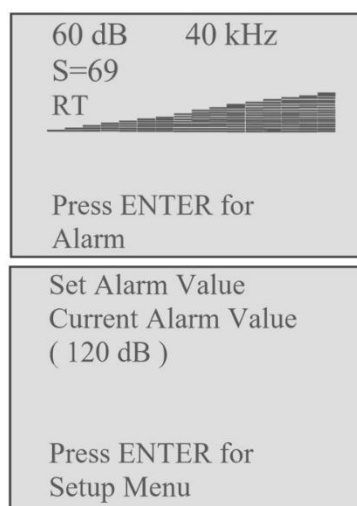 60 dB 40 kHz
S=69
RT
Press ENTER for
Alarm
Set Alarm Value
Current Alarm Value
( 120 dB )
Press ENTER for
Setup Menu